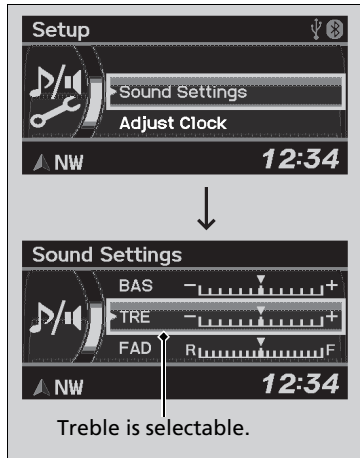 Setup
Sound Settings
Adjust Clock
NW 12:34
Sound Settings
BAS - +
TRE - +
FAD R F
NW 12:34
Treble is selectable.